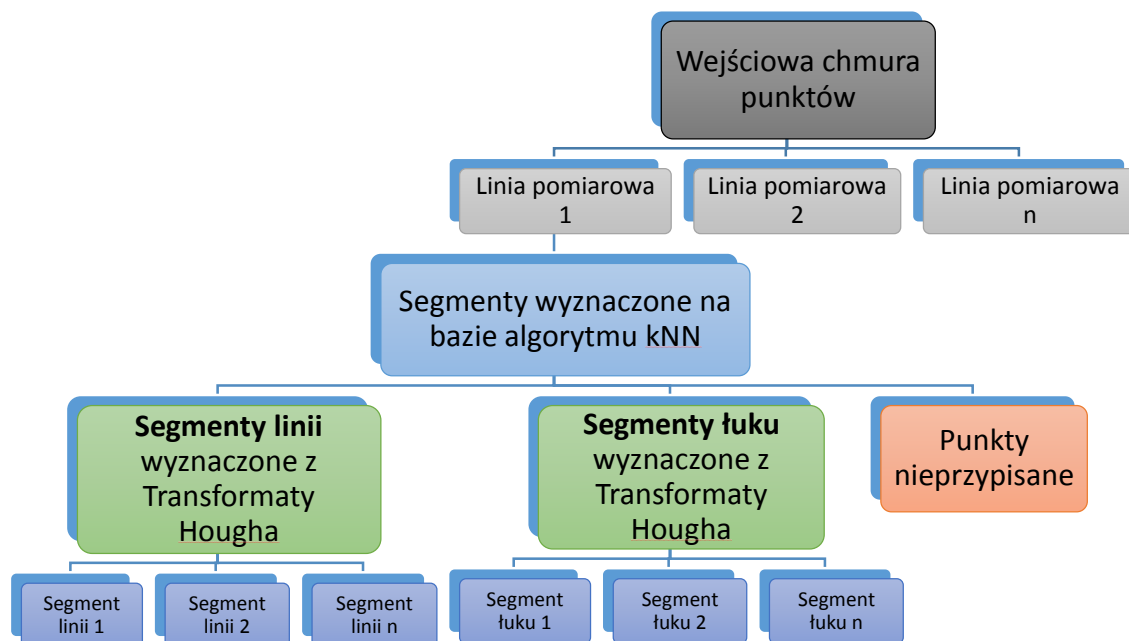 Wejściowa chmura
punktów
Linia pomiarowa
1
Linia pomiarowa
2
Linia pomiarowa
n
Segmenty wyznaczone na
bazie algorytmu kNN
Segmenty linii
wyznaczone z
Transformaty
Hougha
Segmenty łuku
wyznaczone z
Transformaty
Hougha
Punkty
nieprzypisane
Segment
linii 1
Segment
linii 2
Segment
linii n
Segment
łuku 1
Segment
łuku 2
Segment
łuku n